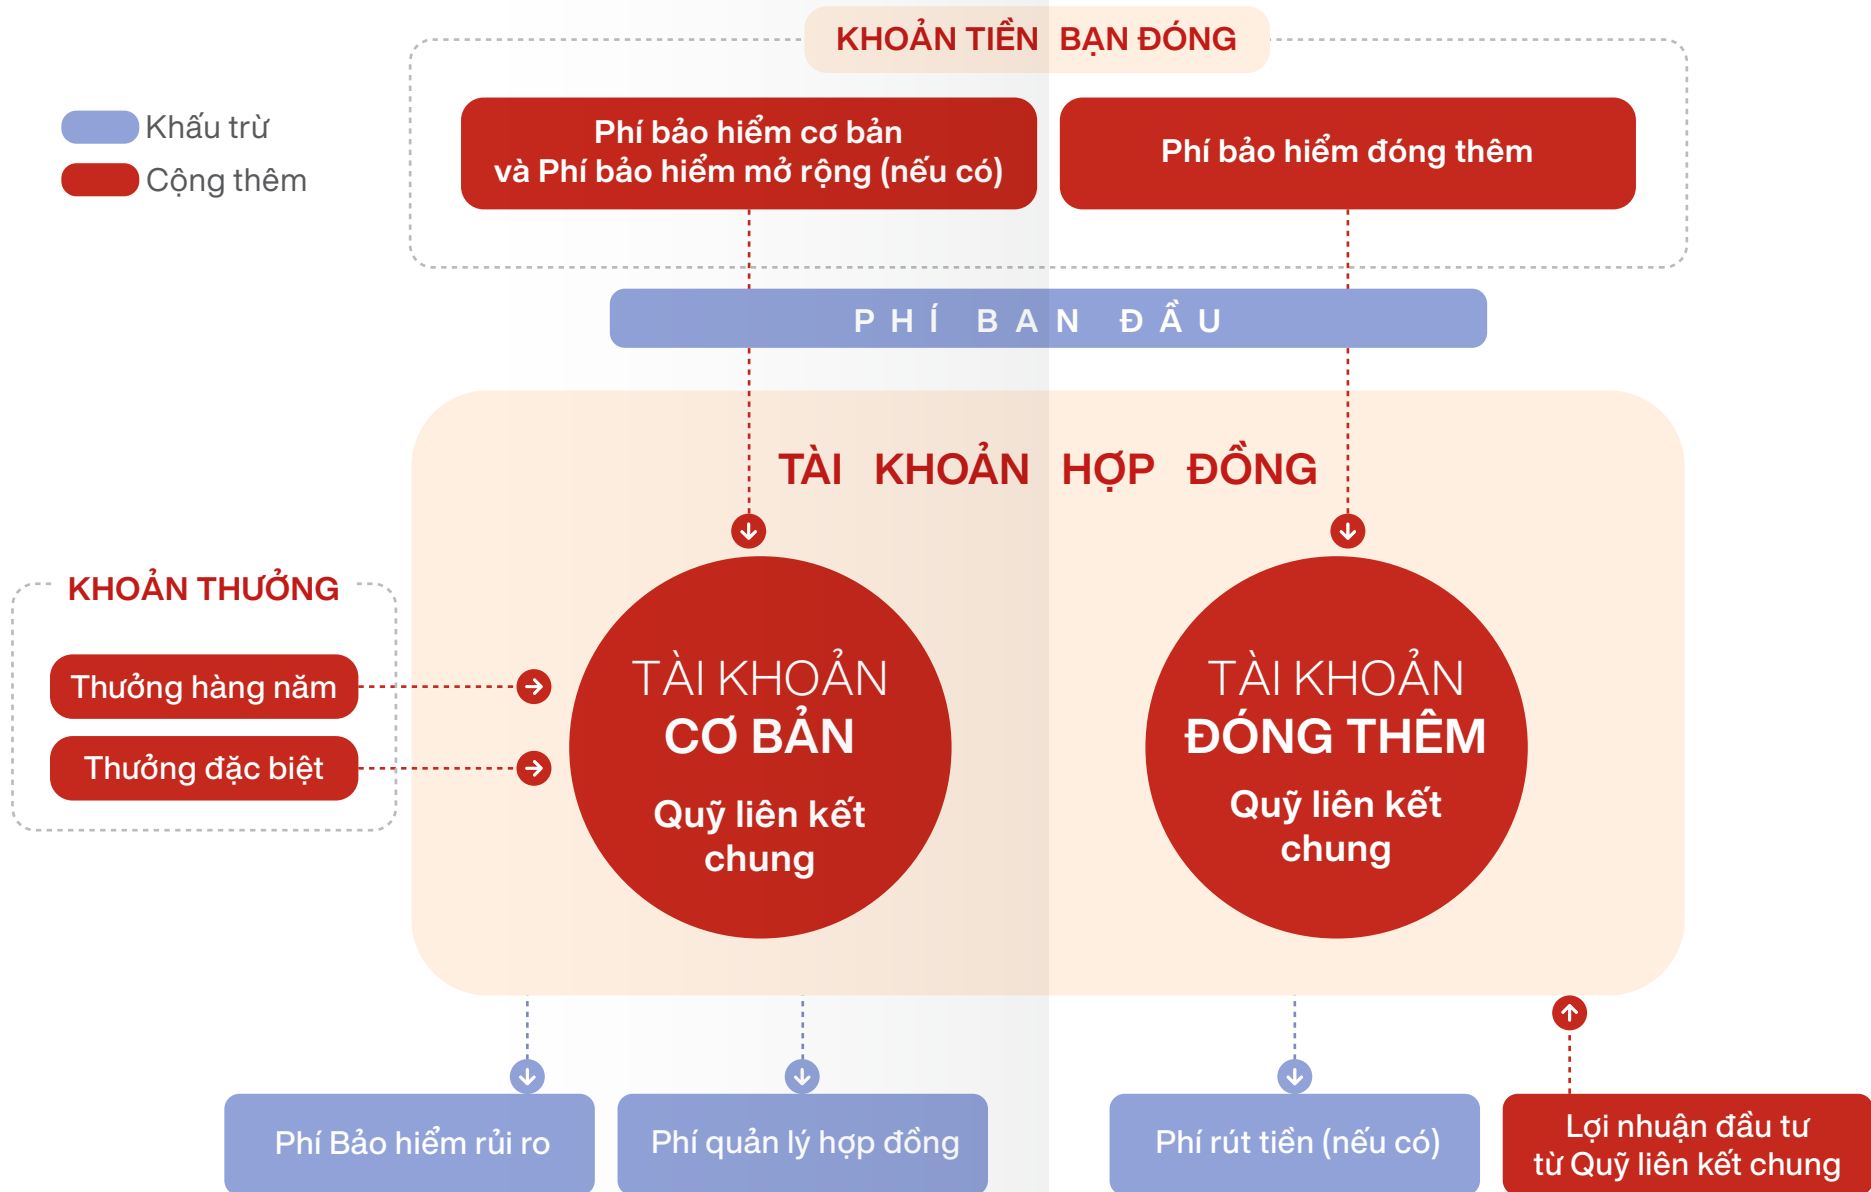 KHOẢN TIỀN BẠN ĐÓNG
Khấu trừ
Cộng thêm
Phí bảo hiểm cơ bản
và Phí bảo hiểm mở rộng (nếu có)
Phí bảo hiểm đóng thêm
PHÍ BAN ĐẦU
TÀI KHOẢN HỢP ĐỒNG
KHOẢN THƯỞNG
Thưởng hàng năm
Thưởng đặc biệt
TÀI KHOẢN
CƠ BẢN
Quỹ liên kết
chung
TÀI KHOẢN
ĐÓNG THÊM
Quỹ liên kết
chung
Phí Bảo hiểm rủi ro
Phí quản lý hợp đồng
Phí rút tiền (nếu có)
Lợi nhuận đầu tư
từ Quỹ liên kết chung